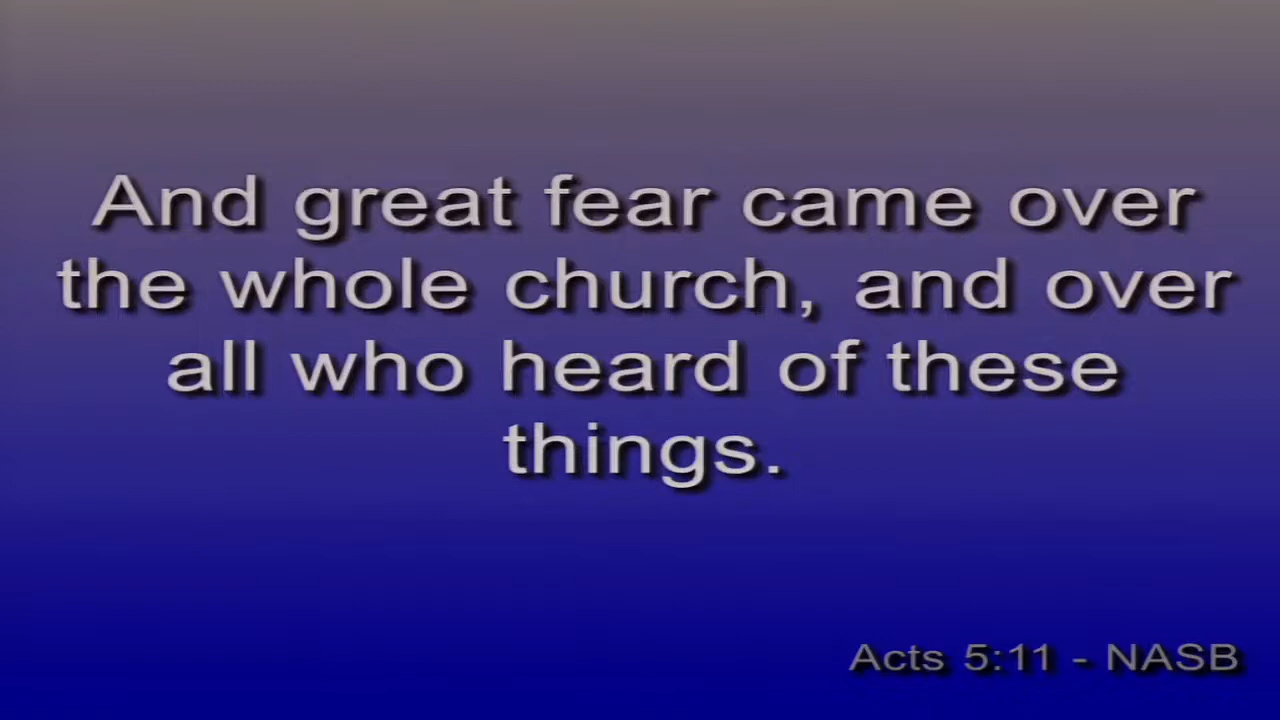 And great fear came over
the whole church, and over
all who heard of these
things.
Acts 5:11 - NASB